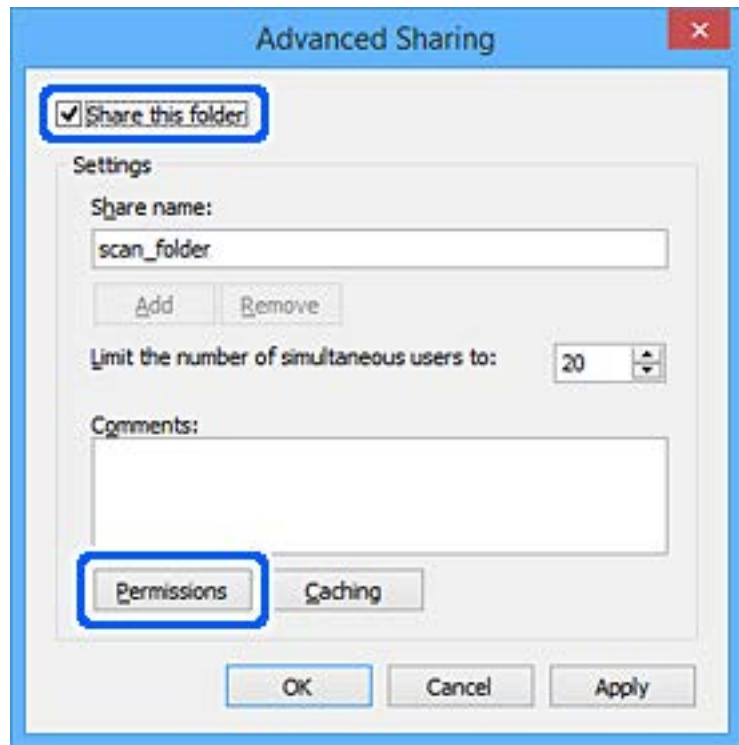 Advanced Sharing
Share this folder
Settings
Share name:
scan_folder
Add Remove
Limit the number of simultaneous users to: 20
Comments:
Permissions Caching
OK Cancel Apply